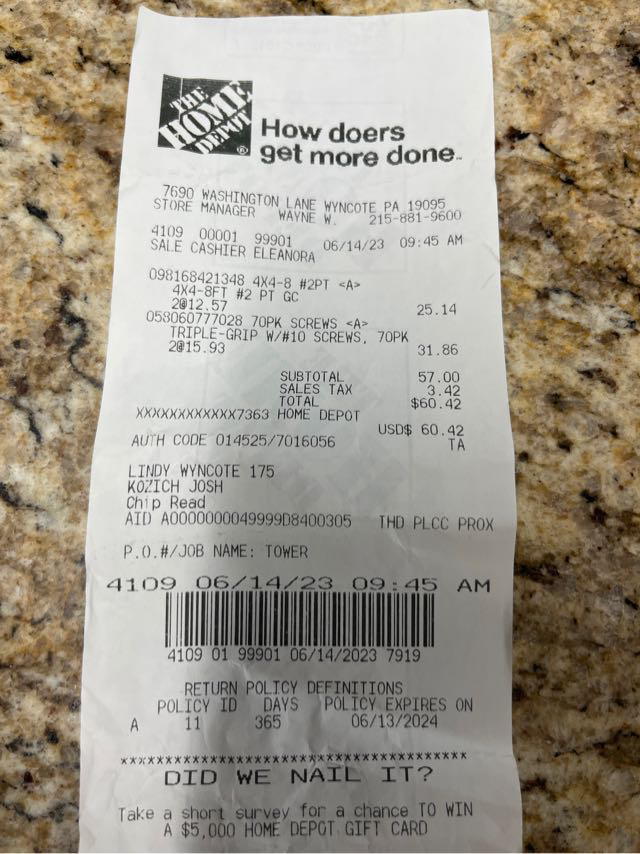 THE
HOME
DEPOT
How doers
get more done™
7690 WASHINGTON LANE WYNCOTE PA 19095
STORE MANAGER WAYNE W. 215-881-9600
4109 00001 99901 06/14/23 09:45 AM
SALE CASHIER ELEANORA
098168421348 4X4-8 #2PT <A>
4X4-8FT #2 PT GC
2@12.57 25.14
058060777028 70PK SCREWS <A>
TRIPLE-GRIP W/#10 SCREWS, 70PK
2@15.93 31.86
SUBTOTAL 57.00
SALES TAX 3.42
TOTAL $60.42
XXXXXXXXXXXX7363 HOME DEPOT
USD$ 60.42
AUTH CODE 014525/7016056 TA
LINDY WYNCOTE 175
KOZICH JOSH
Chip Read
AID A0000000049999D8400305 THD PLCC PROX
P.O.#/JOB NAME: TOWER
4109 06/14/23 09:45 AM
4109 01 99901 06/14/2023 7919
RETURN POLICY DEFINITIONS
POLICY ID DAYS POLICY EXPIRES ON
A 11 365 06/13/2024
****************************************
DID WE NAIL IT?
Take a short survey for a chance TO WIN
A $5,000 HOME DEPOT GIFT CARD